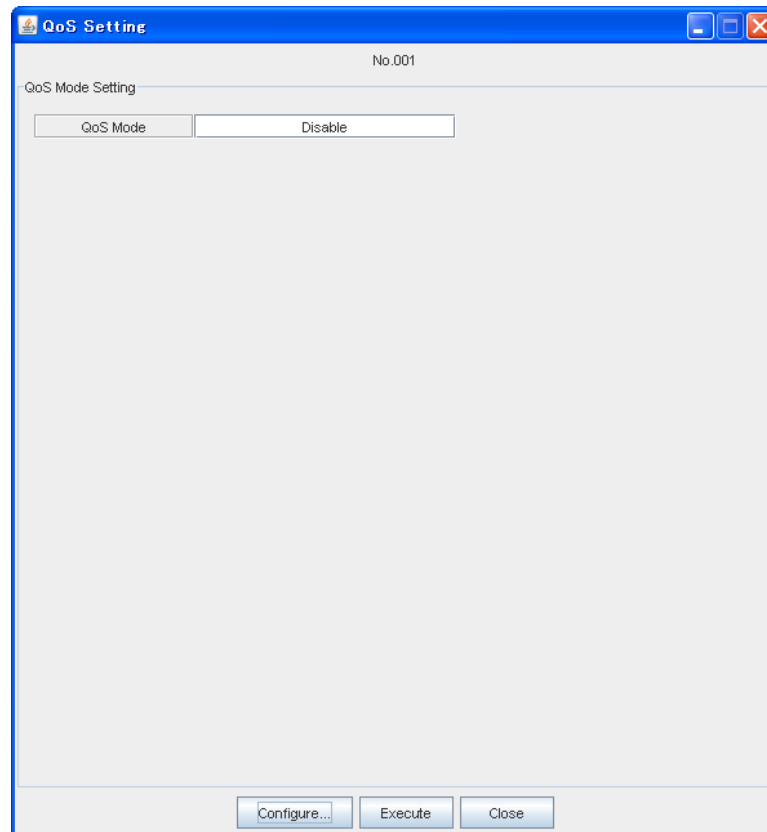 QoS Setting
No.001
QoS Mode Setting
QoS Mode Disable
Configure... Execute Close